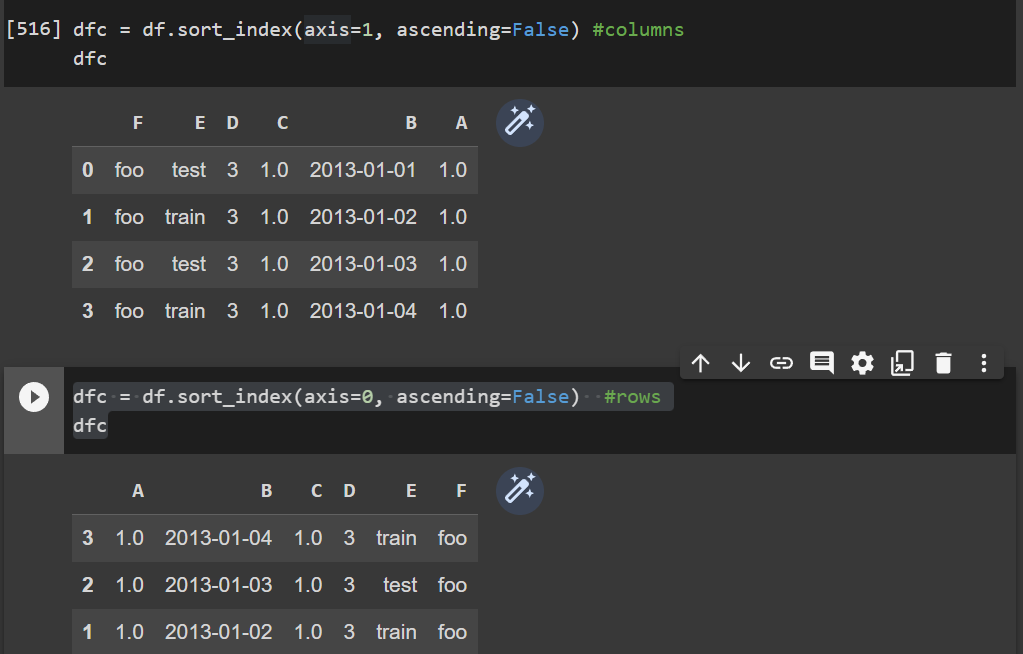 [516] dfc = df.sort_index(axis=1, ascending=False) #columns
dfc
F E D C B A
0 foo test 3 1.0 2013-01-01 1.0
1 foo train 3 1.0 2013-01-02 1.0
2 foo test 3 1.0 2013-01-03 1.0
3 foo train 3 1.0 2013-01-04 1.0
dfc = df.sort_index(axis=0, ascending=False)  #rows
dfc
A B C D E F
3 1.0 2013-01-04 1.0 3 train foo
2 1.0 2013-01-03 1.0 3 test foo
1 1.0 2013-01-02 1.0 3 train foo